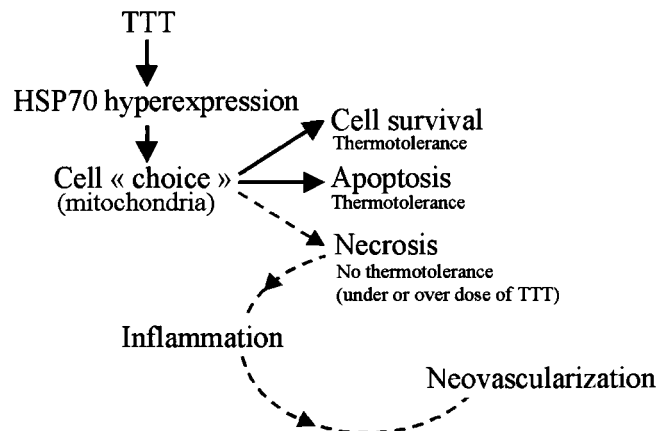 TTT
HSP70 hyperexpression
Cell survival
Thermotolerance
Cell « choice »
(mitochondria)
Apoptosis
Thermotolerance
Necrosis
No thermotolerance
(under or over dose of TTT)
Inflammation
Neovascularization